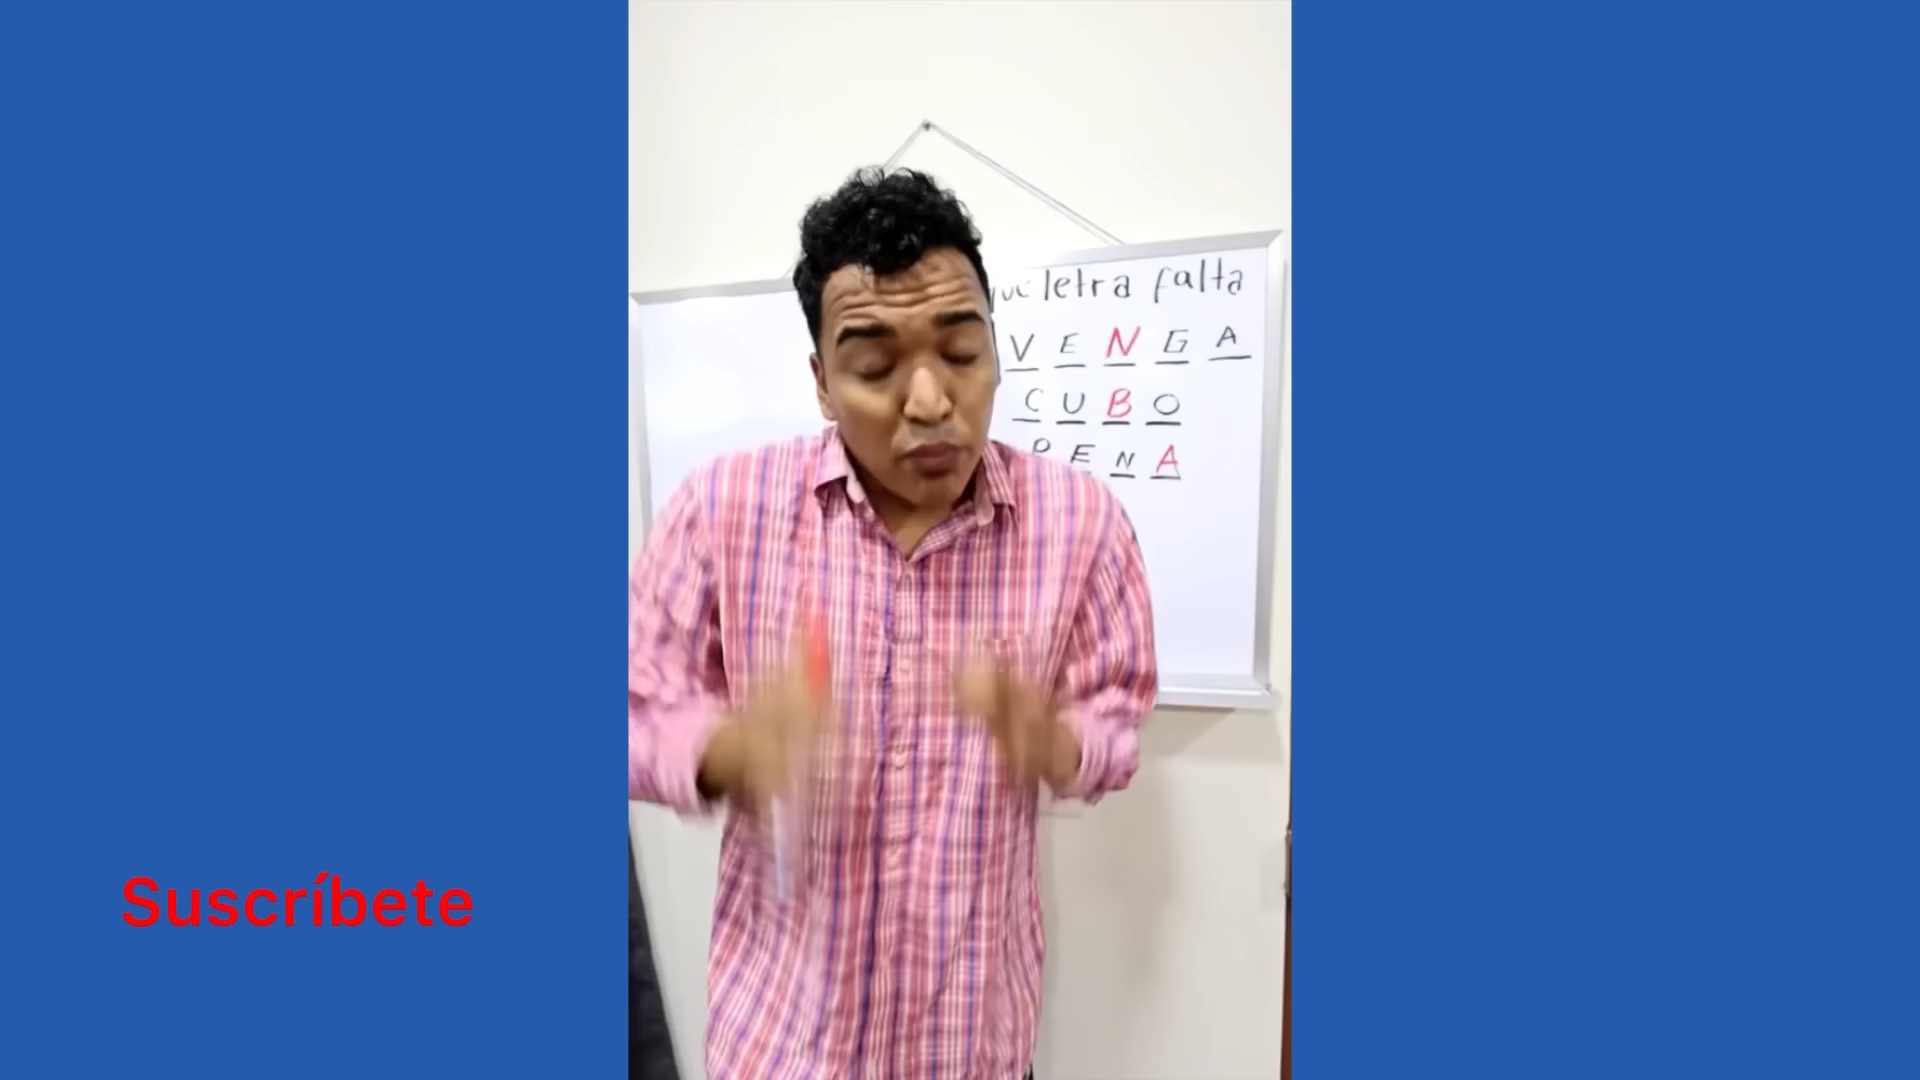 letra falta
V E N G A
C U B O
P E N A
Suscríbete